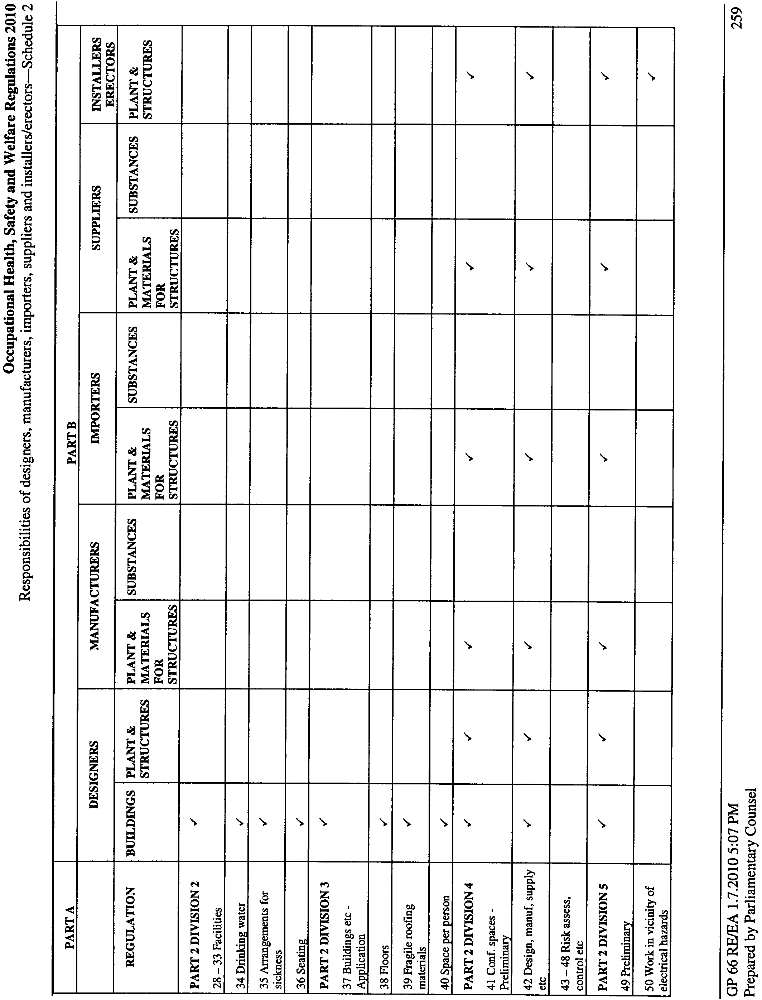 Occupational Health, Safety and Welfare Regulations 2010
Responsibilities of designers, manufacturers, importers, suppliers and installers/erectors—Schedule 2
PART A
PART B
DESIGNERS
MANUFACTURERS
IMPORTERS
SUPPLIERS
INSTALLERS
ERECTORS
REGULATION
BUILDINGS
PLANT &
STRUCTURES
PLANT &
MATERIALS
FOR
STRUCTURES
SUBSTANCES
PLANT &
MATERIALS
FOR
STRUCTURES
SUBSTANCES
PLANT &
MATERIALS
FOR
STRUCTURES
SUBSTANCES
PLANT &
STRUCTURES
PART 2 DIVISION 2
✓
28 – 33 Facilities
34 Drinking water
✓
35 Arrangements for
sickness
✓
36 Seating
✓
PART 2 DIVISION 3
✓
37 Buildings etc -
Application
38 Floors
✓
39 Fragile roofing
materials
✓
40 Space per person
✓
PART 2 DIVISION 4
✓ ✓ ✓ ✓ ✓ ✓
41 Conf. spaces -
Preliminary
42 Design, manuf, supply
etc
✓ ✓ ✓ ✓ ✓ ✓
43 – 48 Risk assess,
control etc
PART 2 DIVISION 5
✓ ✓ ✓ ✓ ✓ ✓
49 Preliminary
50 Work in vicinity of
electrical hazards
✓
GP 66 RE/EA 1.7.2010 5:07 PM
259
Prepared by Parliamentary Counsel